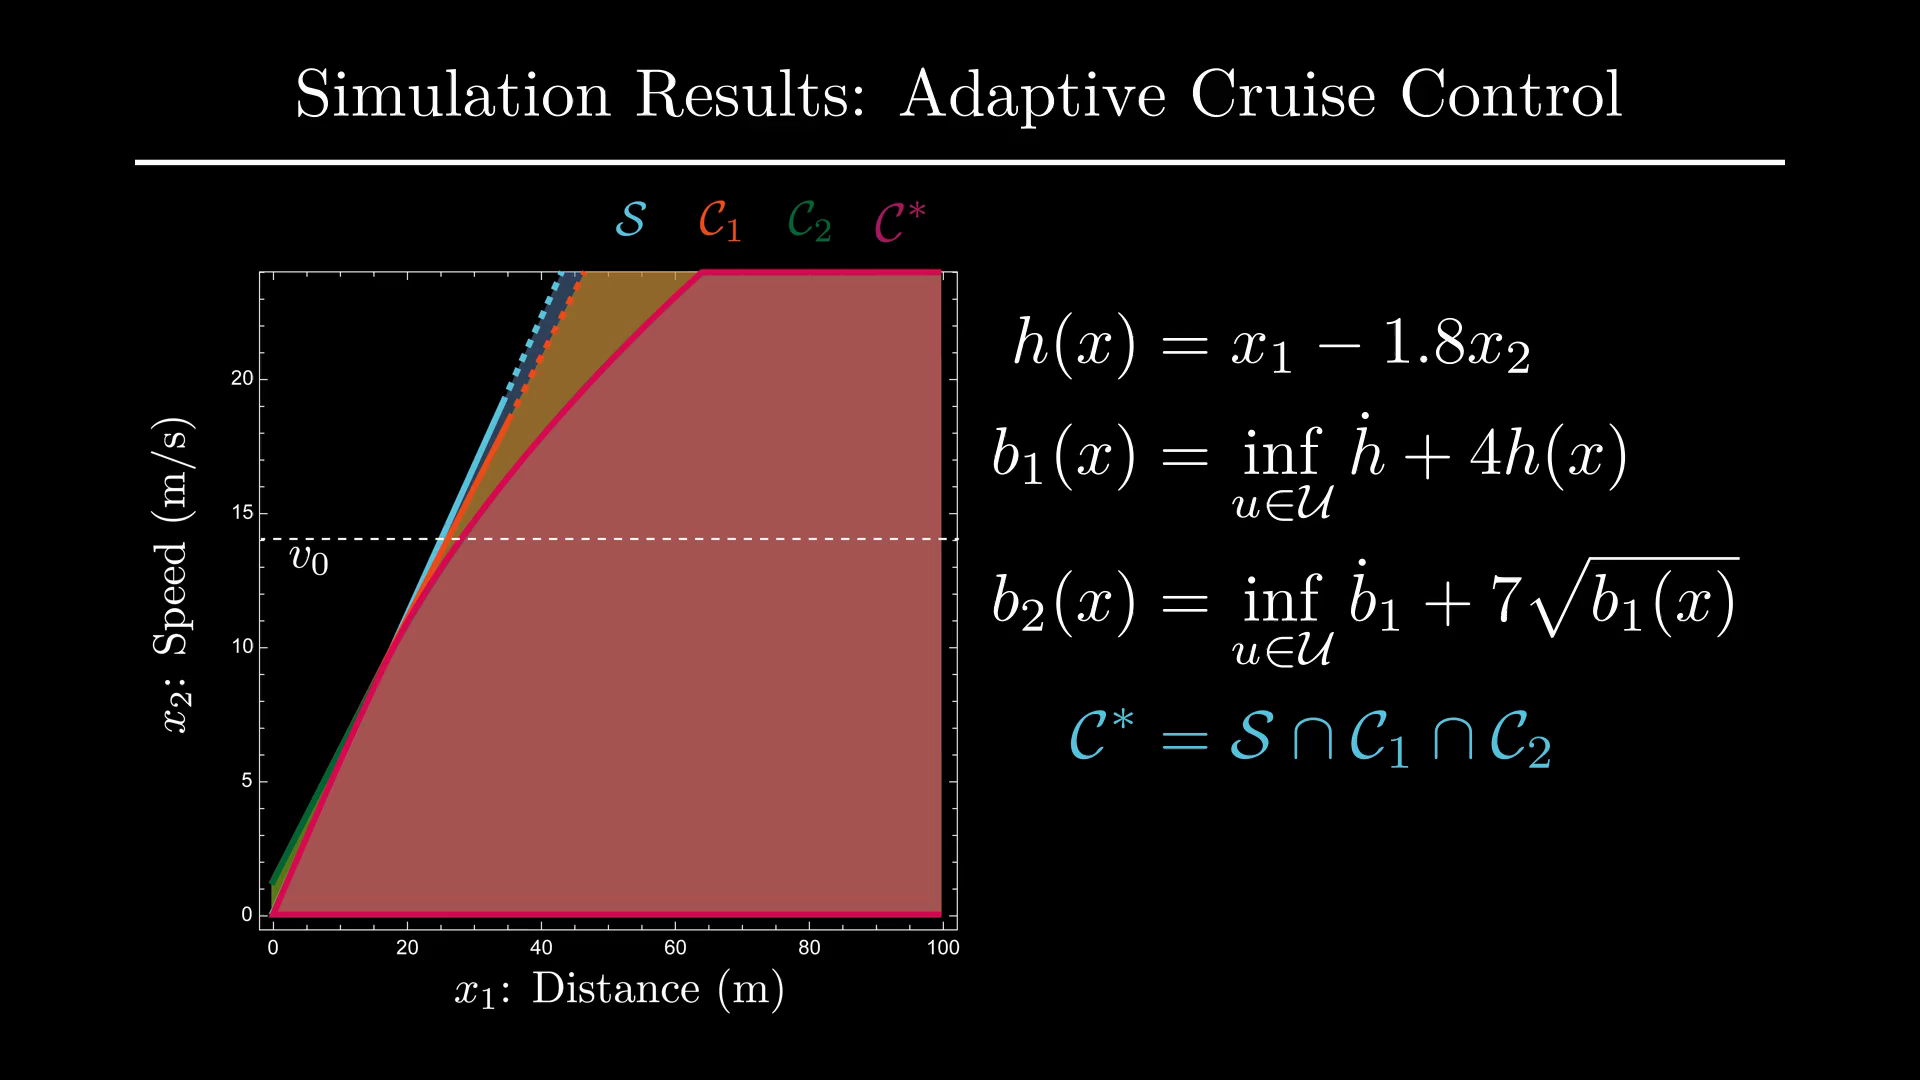 Simulation Results: Adaptive Cruise Control
𝒮 𝒞₁ 𝒞₂ 𝒞*
h(x) = x₁ − 1.8x₂
b₁(x) = inf ḣ + 4h(x)
u∈𝒰
b₂(x) = inf ḃ₁ + 7√b₁(x)
u∈𝒰
𝒞* = 𝒮 ∩ 𝒞₁ ∩ 𝒞₂
20
15
10
5
0
v₀
x₂: Speed (m/s)
0 20 40 60 80 100
x₁: Distance (m)